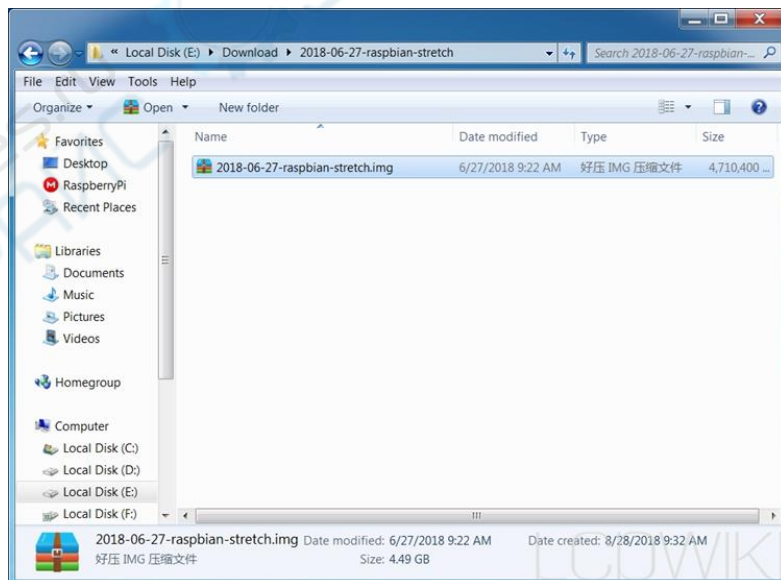 « Local Disk (E:) ▸ Download ▸ 2018-06-27-raspbian-stretch
Search 2018-06-27-raspbian-...
File Edit View Tools Help
Organize Open New folder
Name Date modified Type Size
2018-06-27-raspbian-stretch.img 6/27/2018 9:22 AM 好压 IMG 压缩文件 4,710,400 ...
Favorites
Desktop
RaspberryPi
Recent Places
Libraries
Documents
Music
Pictures
Videos
Homegroup
Computer
Local Disk (C:)
Local Disk (D:)
Local Disk (E:)
Local Disk (F:)
2018-06-27-raspbian-stretch.img Date modified: 6/27/2018 9:22 AM Date created: 8/28/2018 9:32 AM
好压 IMG 压缩文件 Size: 4.49 GB
LCDWIKI